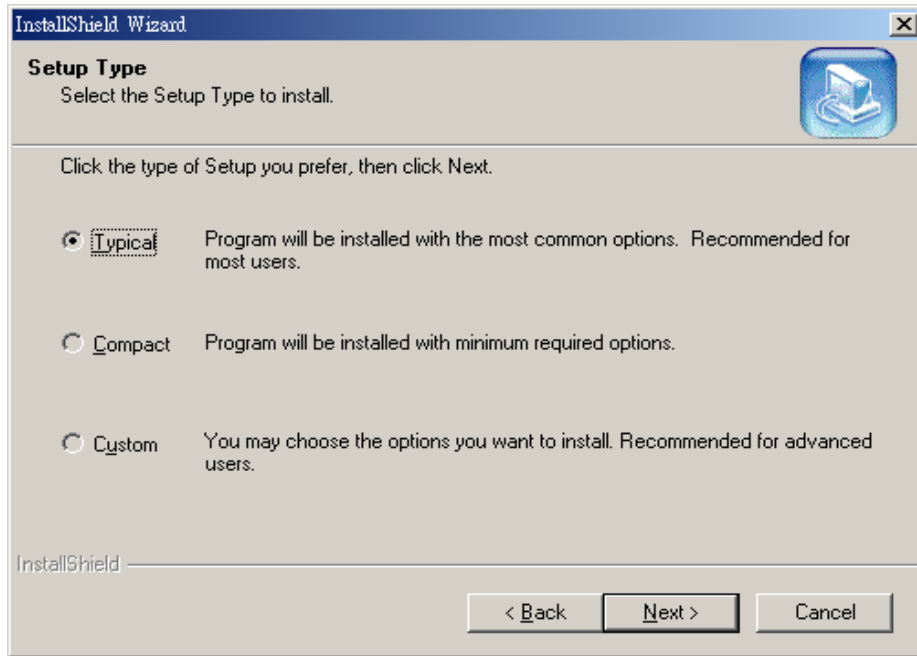 InstallShield Wizard
Setup Type
Select the Setup Type to install.
Click the type of Setup you prefer, then click Next.
Typical
Program will be installed with the most common options.  Recommended for
most users.
Compact
Program will be installed with minimum required options.
Custom
You may choose the options you want to install. Recommended for advanced
users.
InstallShield
< Back
Next >
Cancel